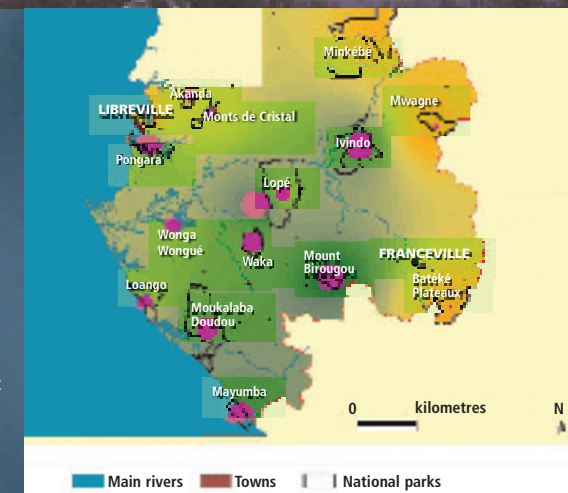 Minkébé
Akanda
Mwagne
LIBREVILLE
Monts de Cristal
Ivindo
Pongara
Lopé
Wonga
Wongué
Waka
Mount
Birougou
FRANCEVILLE
Batéké
Plateaux
Loango
Moukalaba
Doudou
Mayumba
0 kilometres N
Main rivers Towns National parks